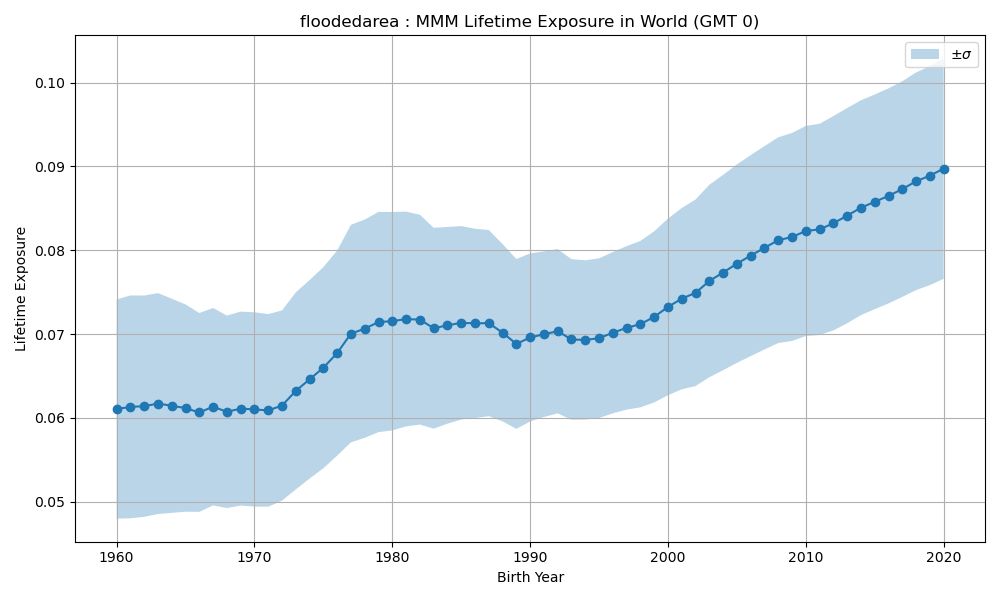 floodedarea : MMM Lifetime Exposure in World (GMT 0)
±σ
Lifetime Exposure
0.10
0.09
0.08
0.07
0.06
0.05
1960 1970 1980 1990 2000 2010 2020
Birth Year